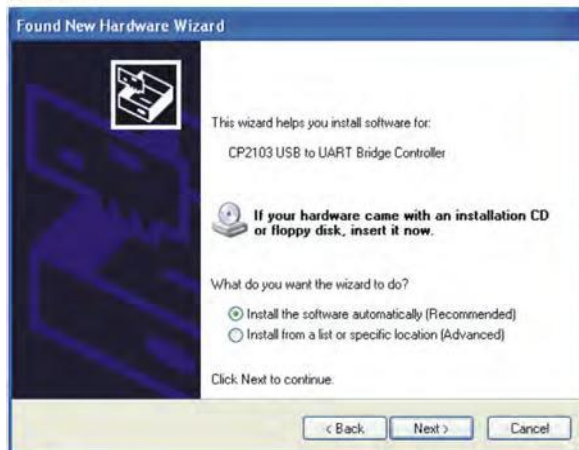 Found New Hardware Wizard
This wizard helps you install software for:
CP2103 USB to UART Bridge Controller
If your hardware came with an installation CD
or floppy disk, insert it now.
What do you want the wizard to do?
Install the software automatically (Recommended)
Install from a list or specific location (Advanced)
Click Next to continue.
< Back Next > Cancel